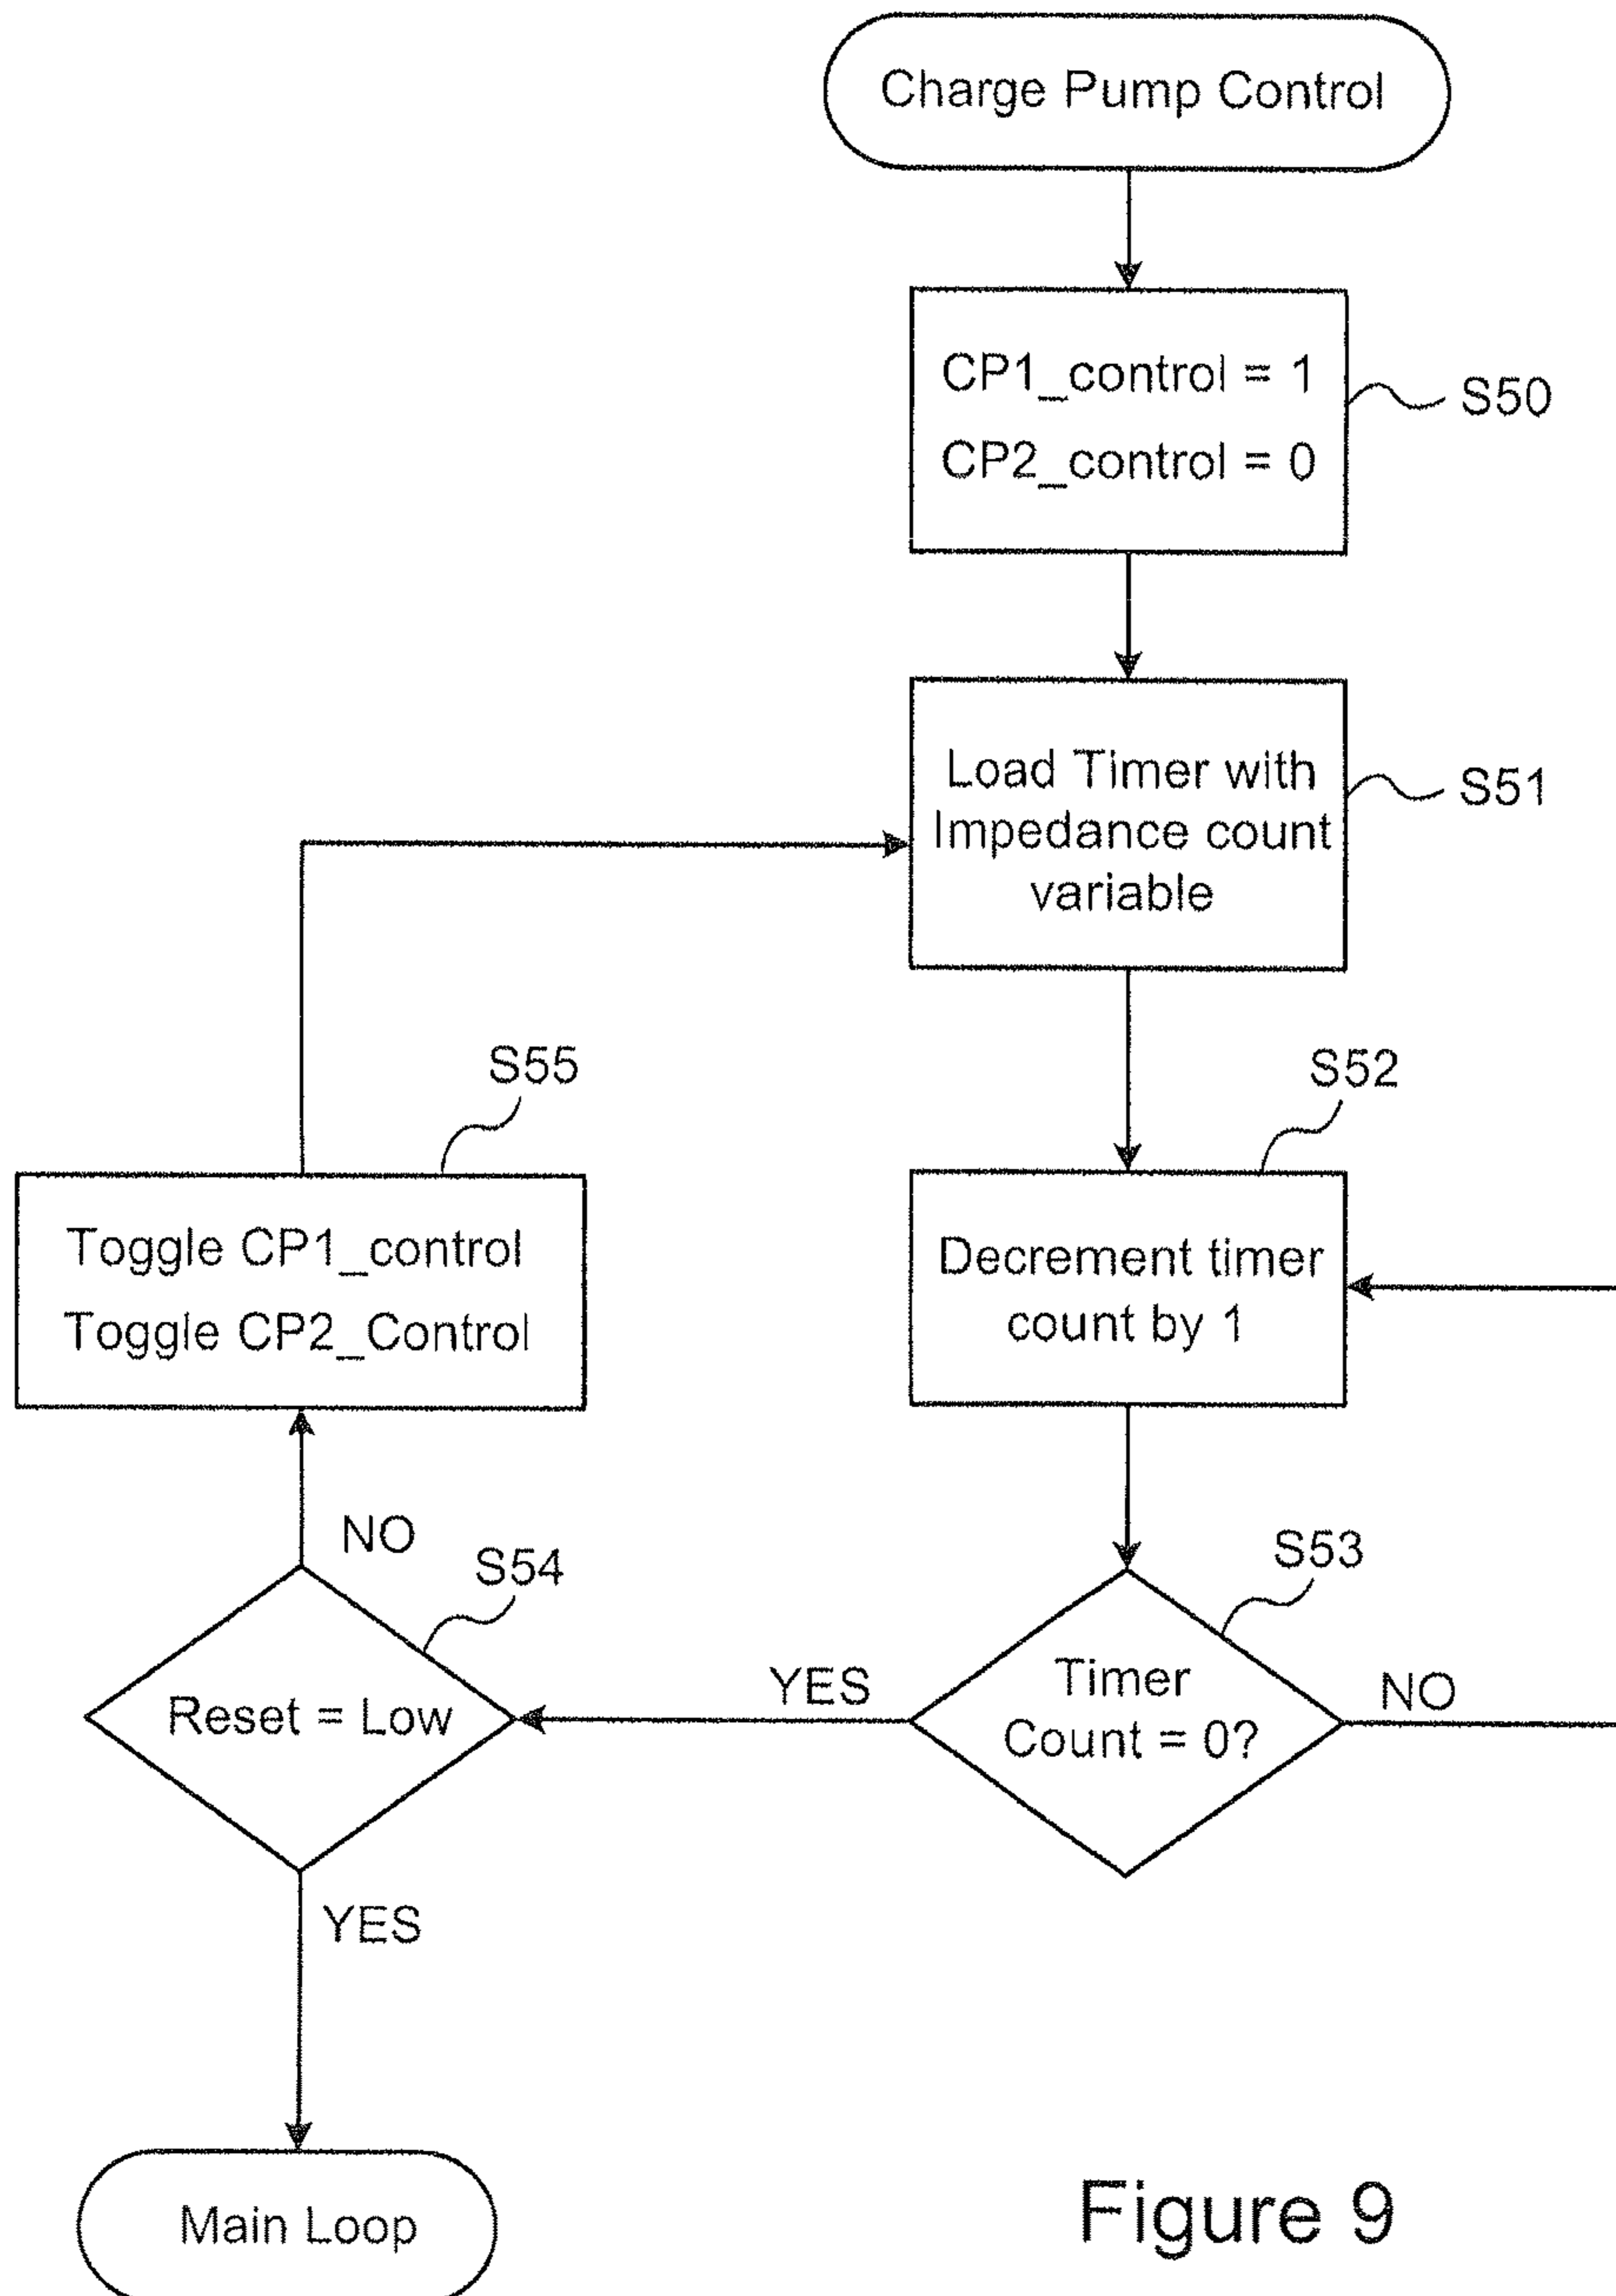 Charge Pump Control
CP1_control = 1
CP2_control = 0
S50
Load Timer with
Impedance count
variable
S51
S55
Toggle CP1_control
Toggle CP2_Control
S52
Decrement timer
count by 1
NO
S54
Reset = Low
YES
S53
Timer
Count = 0?
NO
YES
Main Loop
Figure 9